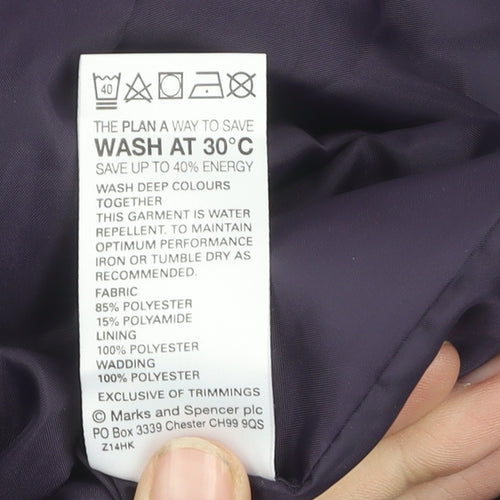 40
THE PLAN A WAY TO SAVE
WASH AT 30°C
SAVE UP TO 40% ENERGY
WASH DEEP COLOURS
TOGETHER
THIS GARMENT IS WATER
REPELLENT. TO MAINTAIN
OPTIMUM PERFORMANCE
IRON OR TUMBLE DRY AS
RECOMMENDED.
FABRIC
85% POLYESTER
15% POLYAMIDE
LINING
100% POLYESTER
WADDING
100% POLYESTER
EXCLUSIVE OF TRIMMINGS
© Marks and Spencer plc
PO Box 3339 Chester CH99 9QS
Z14HK